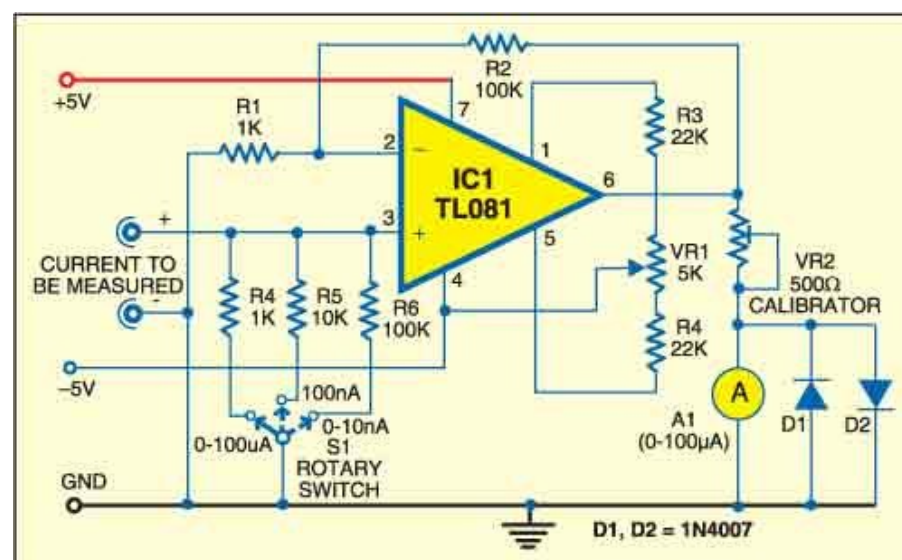 +5V
R1
1K
R2
100K
7
2
−
IC1
TL081
1
6
R3
22K
3
+
5
4
+
CURRENT TO
BE MEASURED
-
R4
1K
R5
10K
R6
100K
VR1
5K
R4
22K
VR2
500Ω
CALIBRATOR
−5V
100nA
0-100uA
0-10nA
S1
ROTARY
SWITCH
A
A1
(0-100µA)
D1
D2
GND
D1, D2 = 1N4007